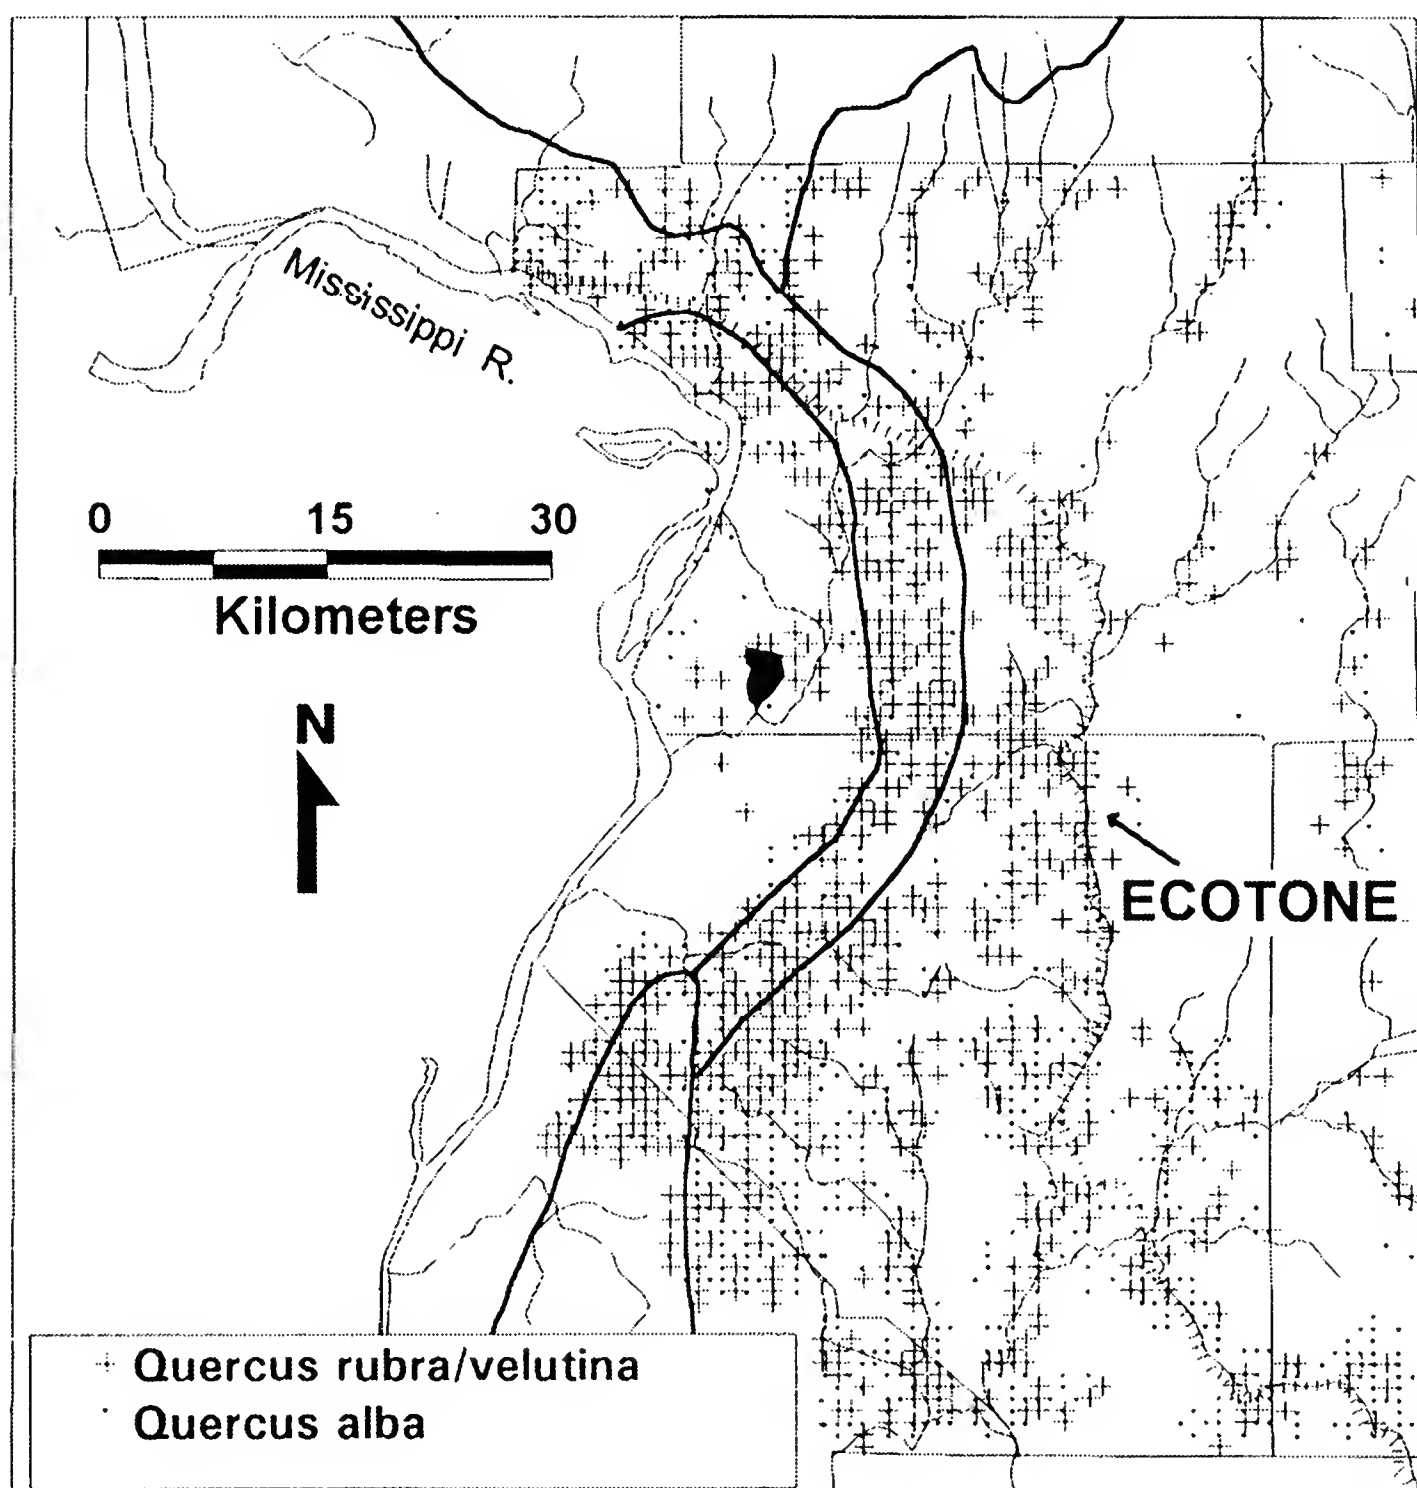 Mississippi R.
0 15 30
Kilometers
N
ECOTONE
Quercus rubra/velutina
Quercus alba